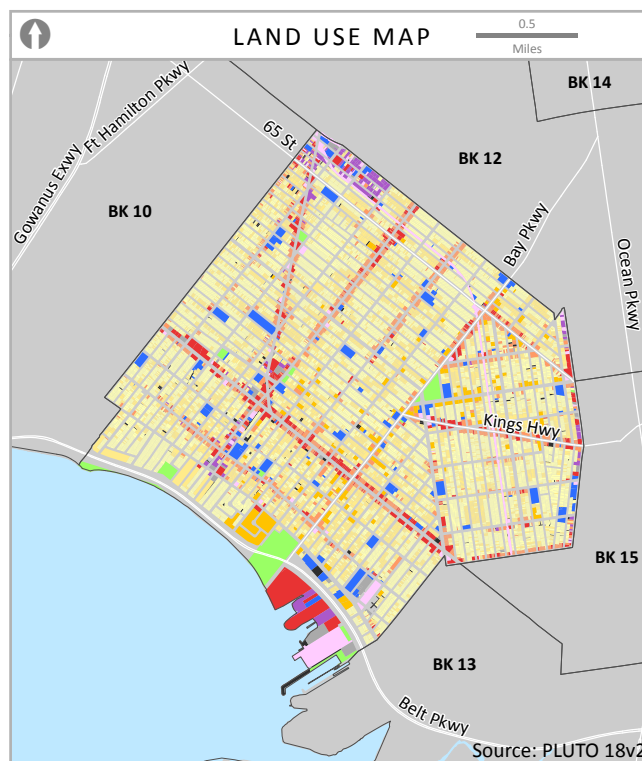 LAND USE MAP
0.5
Miles
BK 14
Ft Hamilton Pkwy
65 St
BK 12
Gowanus Exwy
BK 10
Bay Pkwy
Ocean Pkwy
Kings Hwy
BK 15
BK 13
Belt Pkwy
Source: PLUTO 18v2